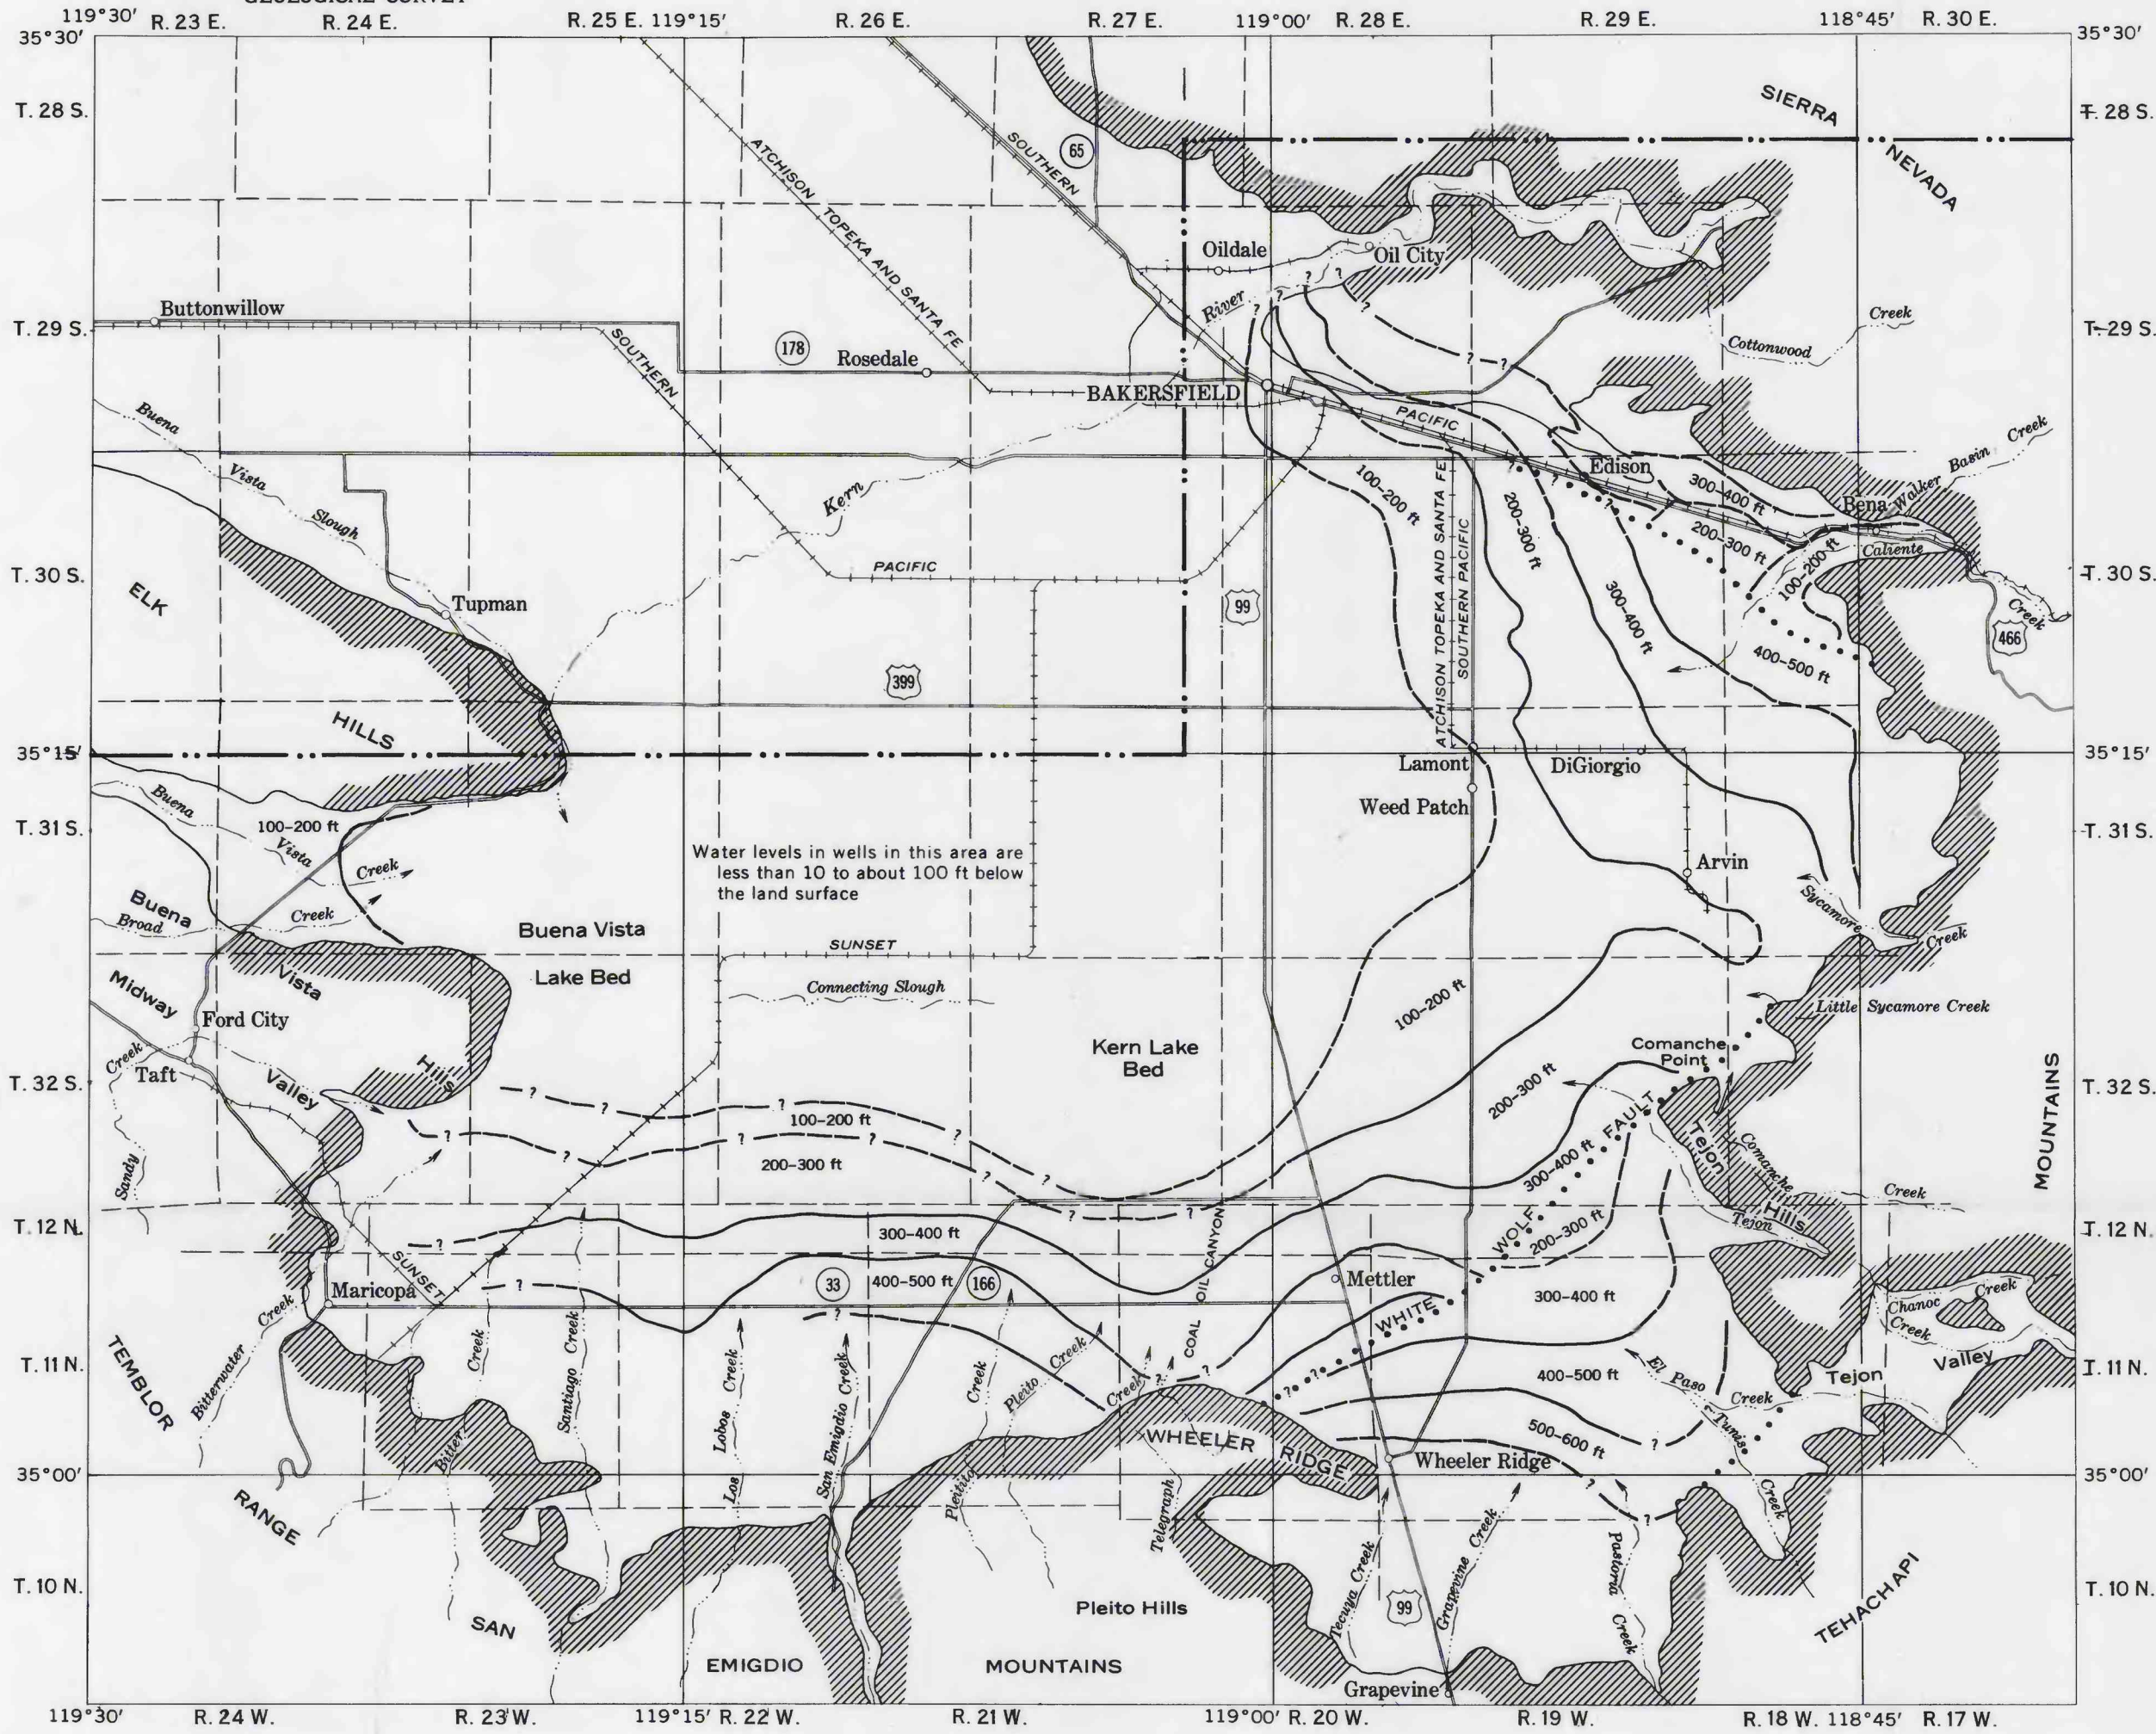 119°30′ R. 23 E. R. 24 E. R. 25 E. 119°15′ R. 26 E. R. 27 E. 119°00′ R. 28 E. R. 29 E. 118°45′ R. 30 E.
35°30′ 35°30′
T. 28 S. T. 28 S.
SIERRA
NEVADA
65
SOUTHERN
ATCHISON TOPEKA AND SANTA FE
Oildale
Oil City
River
Buttonwillow
T. 29 S. T. 29 S.
Creek
Cottonwood
SOUTHERN
178
Rosedale
BAKERSFIELD
PACIFIC
Buena
Vista
Slough
Kern
100–200 ft
ATCHISON TOPEKA AND SANTA FE
SOUTHERN PACIFIC
200–300 ft
Edison
300–400 ft
Bena
Walker Basin Creek
200–300 ft
100–200 ft
Caliente
Creek
T. 30 S. T. 30 S.
PACIFIC
ELK
Tupman
99
300–400 ft
466
400–500 ft
399
HILLS
35°15′ 35°15′
Lamont
DiGiorgio
Weed Patch
Buena
Vista
Creek
100–200 ft
T. 31 S. T. 31 S.
Water levels in wells in this area are
less than 10 to about 100 ft below
the land surface
Arvin
Buena
Broad
Creek
Sycamore
Creek
Buena Vista
Lake Bed
SUNSET
Midway
Vista
Connecting Slough
100–200 ft
Little Sycamore Creek
Ford City
Kern Lake
Bed
Comanche
Point
Creek
Taft
Hills
Valley
T. 32 S. T. 32 S.
200–300 ft
MOUNTAINS
100–200 ft
FAULT
Tejon
Comanche
200–300 ft
300–400 ft
Sandy
Creek
Hills
Tejon
T. 12 N. T. 12 N.
300–400 ft
OIL CANYON
WOLF
200–300 ft
SUNSET
33
400–500 ft
166
Mettler
300–400 ft
Maricopa
Creek
WHITE
Chanoc
Creek
Creek
COAL
TEMBLOR
Bitterwater
Creek
Santiago Creek
Los Lobos Creek
San Emigdio Creek
Creek
Pleito
Creek
Creek
T. 11 N. T. 11 N.
Valley
Tejon
El Paso
Creek
400–500 ft
Tunis
Creek
500–600 ft
WHEELER RIDGE
Bitter
Wheeler Ridge
35°00′ 35°00′
Pleitito
RANGE
Telegraph
Tecuya Creek
Grapevine Creek
Pastoria
Creek
T. 10 N. T. 10 N.
Pleito Hills
99
TEHACHAPI
SAN
EMIGDIO
MOUNTAINS
Grapevine
119°30′ R. 24 W. R. 23 W. 119°15′ R. 22 W. R. 21 W. 119°00′ R. 20 W. R. 19 W. R. 18 W. 118°45′ R. 17 W.